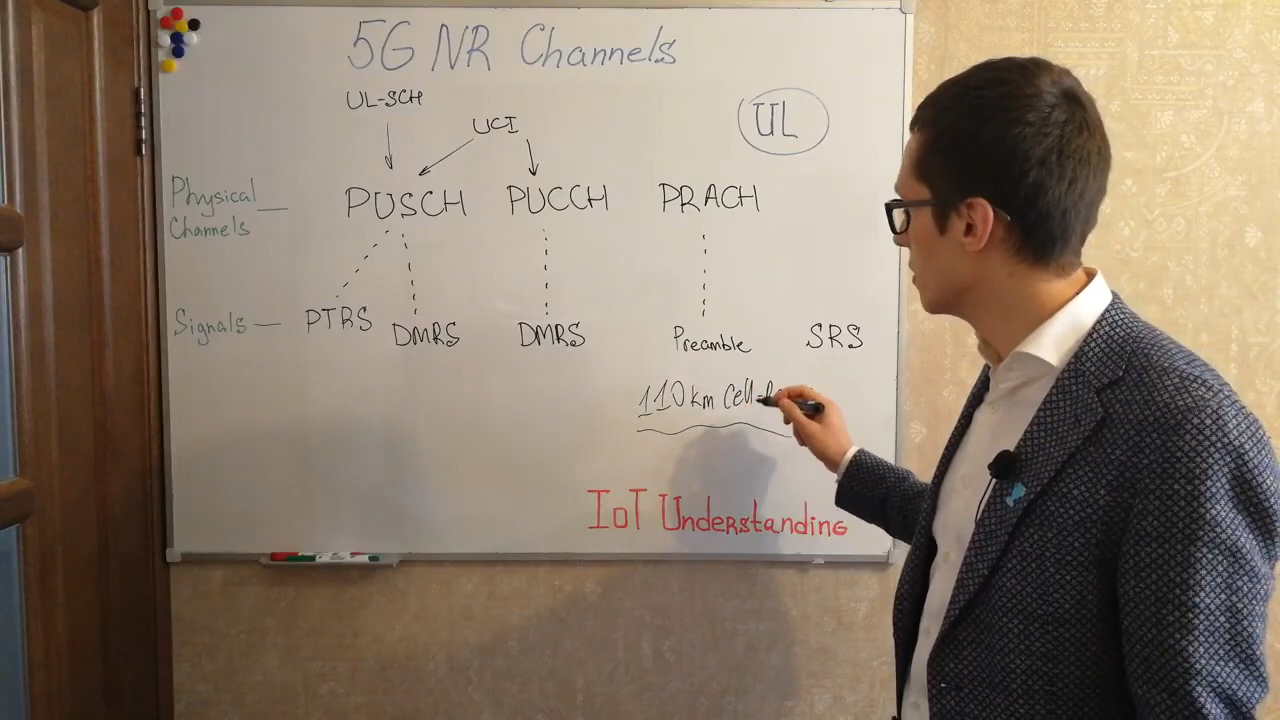 5G NR Channels
UL-SCH
UCI
UL
Physical
Channels
PUSCH PUCCH PRACH
Signals
PTRS DMRS DMRS Preamble SRS
110 km Cell-
IoT Understanding